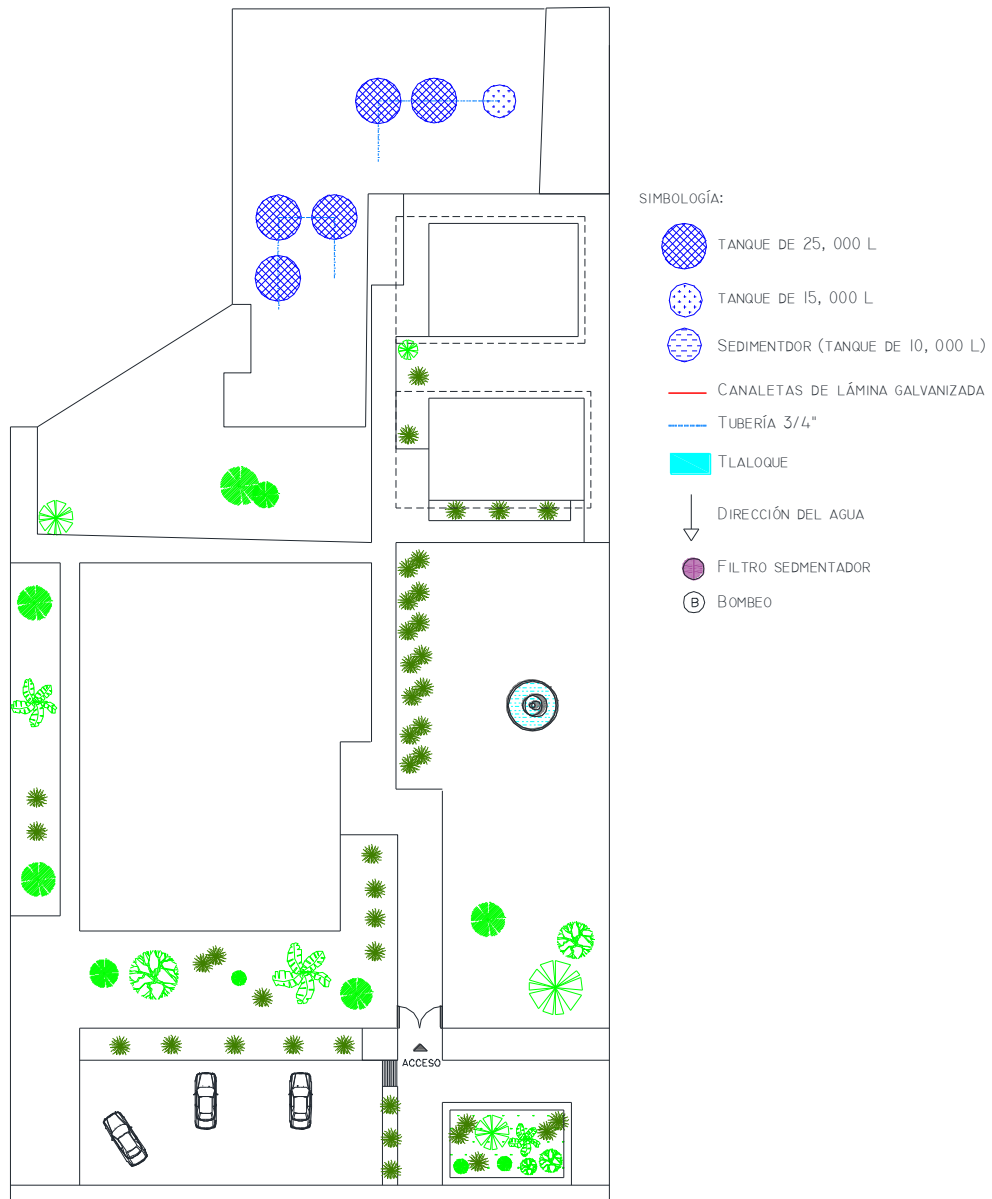 SIMBOLOGÍA:
TANQUE DE 25, 000 L
TANQUE DE 15, 000 L
SEDIMENTDOR (TANQUE DE 10, 000 L)
CANALETAS DE LÁMINA GALVANIZADA
TUBERÍA 3/4"
TLALOQUE
DIRECCIÓN DEL AGUA
FILTRO SEDMENTADOR
B BOMBEO
ACCESO